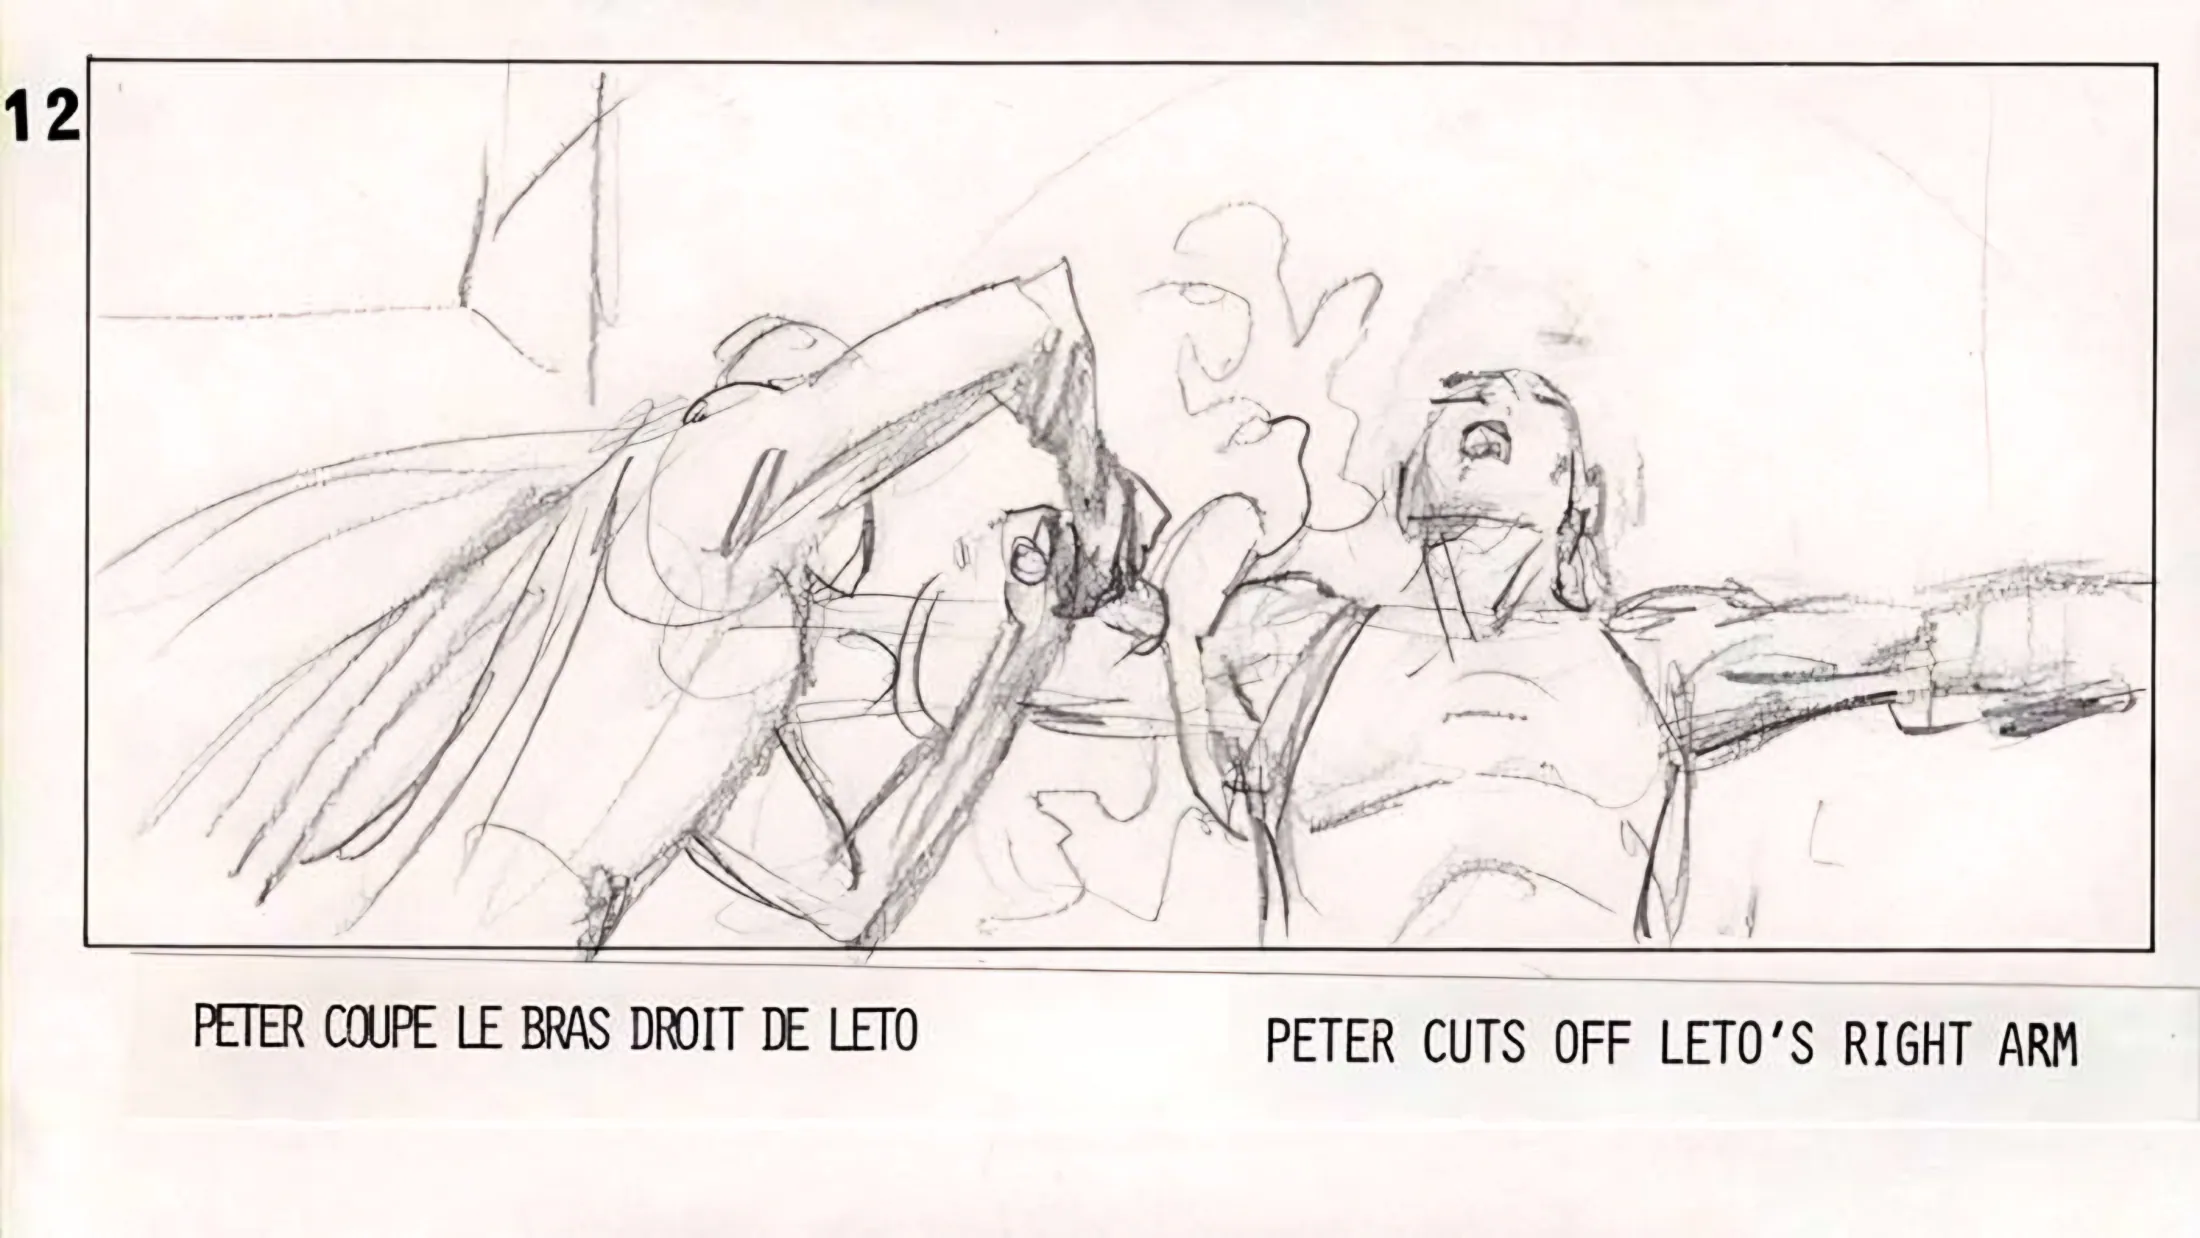 12
PETER COUPE LE BRAS DROIT DE LETO
PETER CUTS OFF LETO'S RIGHT ARM